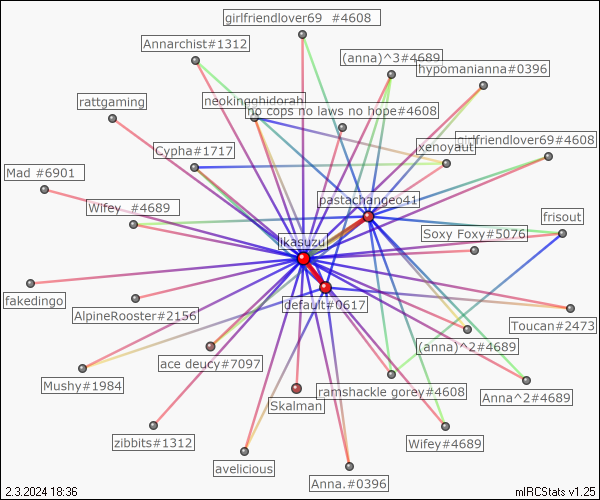 girlfriendlover69 #4608
Annarchist#1312
(anna)^3#4689
hypomanianna#0396
rattgaming
neokinghidorah
no cops no laws no hope#4608
girlfriendlover69#4608
xenoyaut
Cypha#1717
Mad #6901
pastachangeo41
Wifey #4689
frisout
Soxy Foxy#5076
Ikasuzu
fakedingo
default#0617
AlpineRooster#2156
Toucan#2473
(anna)^2#4689
ace deucy#7097
Mushy#1984
ramshackle gorey#4608
Anna^2#4689
Skalman
zibbits#1312
Wifey#4689
avelicious
Anna.#0396
2.3.2024 18:36
mIRCStats v1.25